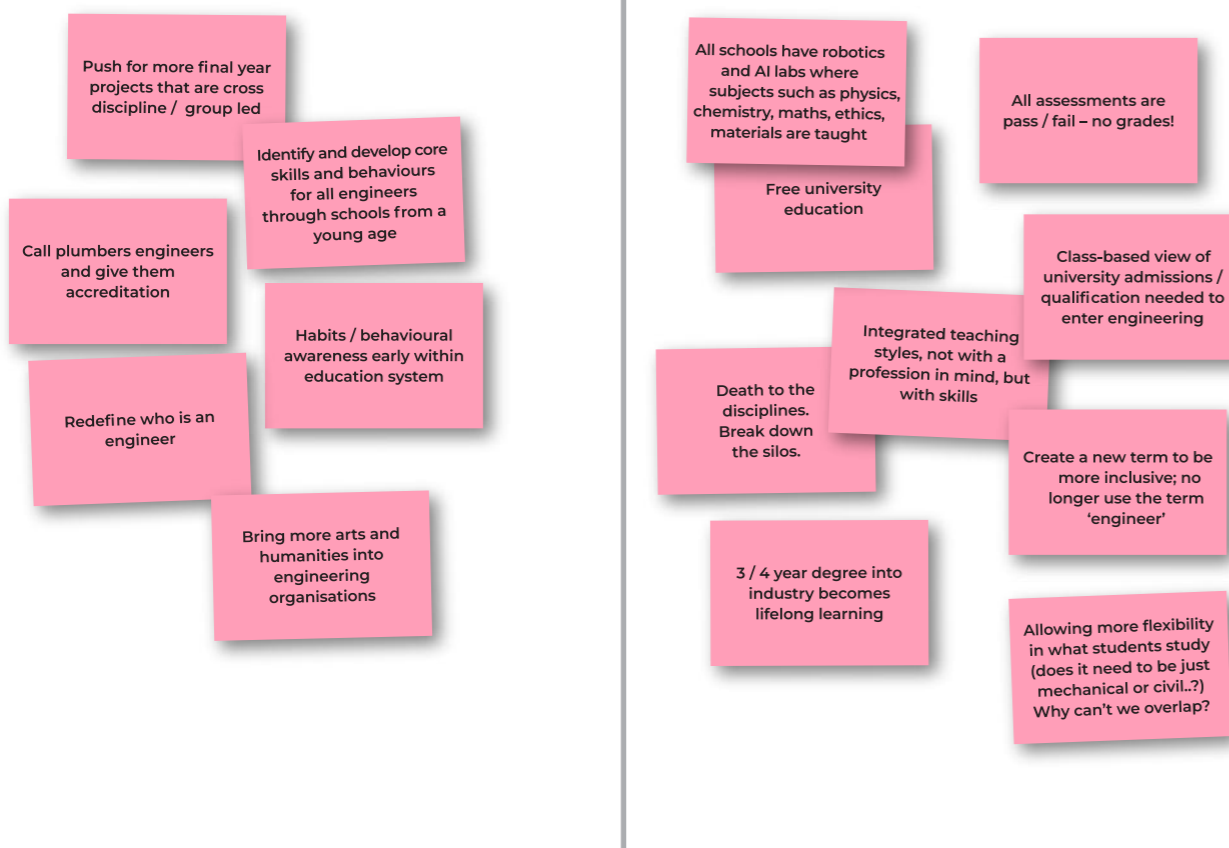 Push for more final year
projects that are cross
discipline / group led
Identify and develop core
skills and behaviours
for all engineers
through schools from a
young age
Call plumbers engineers
and give them
accreditation
Habits / behavioural
awareness early within
education system
Redefine who is an
engineer
Bring more arts and
humanities into
engineering
organisations
All schools have robotics
and AI labs where
subjects such as physics,
chemistry, maths, ethics,
materials are taught
All assessments are
pass / fail – no grades!
Free university
education
Class-based view of
university admissions /
qualification needed to
enter engineering
Integrated teaching
styles, not with a
profession in mind, but
with skills
Death to the
disciplines.
Break down
the silos.
Create a new term to be
more inclusive; no
longer use the term
‘engineer’
3 / 4 year degree into
industry becomes
lifelong learning
Allowing more flexibility
in what students study
(does it need to be just
mechanical or civil..?)
Why can’t we overlap?